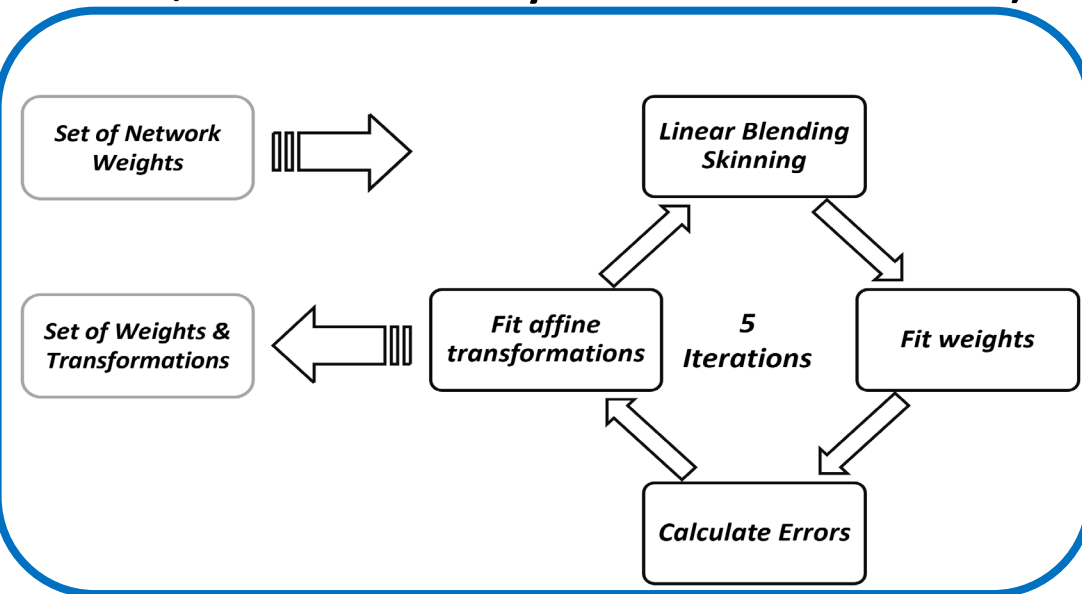 Set of Network
Weights
Linear Blending
Skinning
Set of Weights &
Transformations
Fit affine
transformations
5
Iterations
Fit weights
Calculate Errors